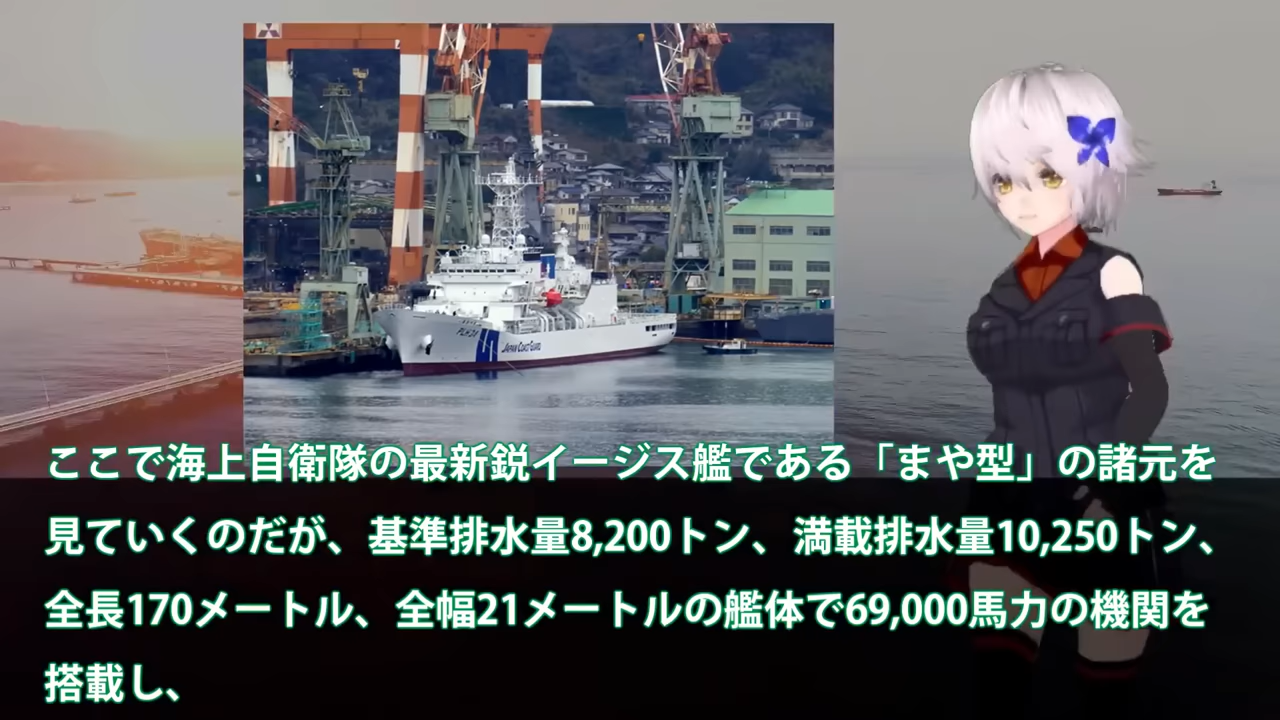 JAPAN COAST GUARD
ここで海上自衛隊の最新鋭イージス艦である「まや型」の諸元を
見ていくのだが、基準排水量8,200トン、満載排水量10,250トン、
全長170メートル、全幅21メートルの艦体で69,000馬力の機関を
搭載し、